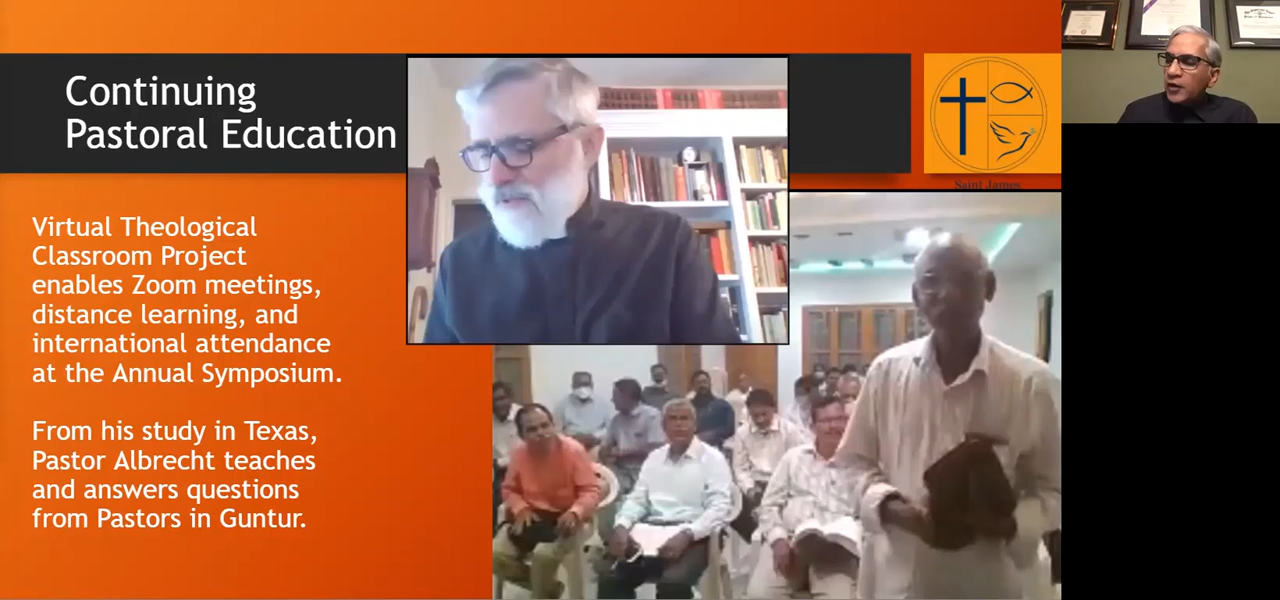 Continuing
Pastoral Education
Saint James
Virtual Theological
Classroom Project
enables Zoom meetings,
distance learning, and
international attendance
at the Annual Symposium.
From his study in Texas,
Pastor Albrecht teaches
and answers questions
from Pastors in Guntur.